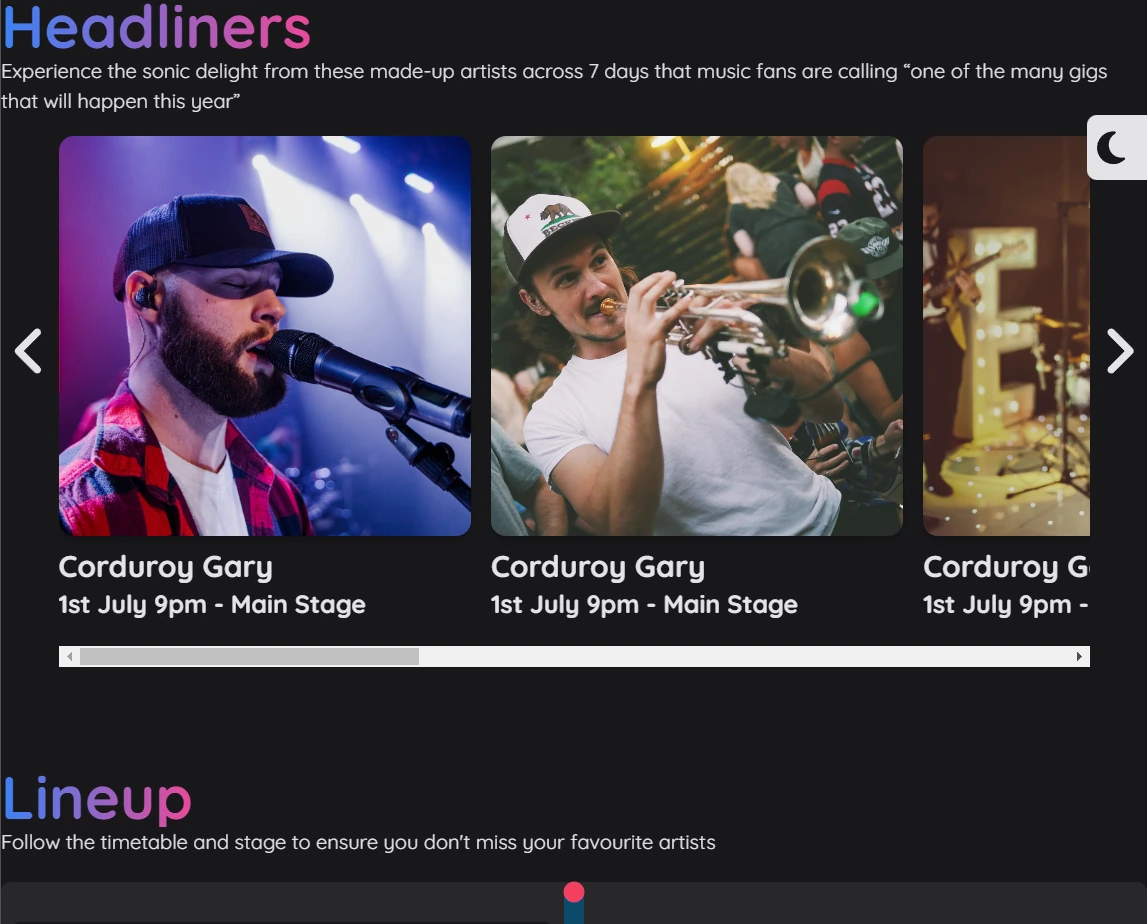 Headliners
Experience the sonic delight from these made-up artists across 7 days that music fans are calling “one of the many gigs
that will happen this year”
Corduroy Gary
1st July 9pm - Main Stage
Corduroy Gary
1st July 9pm - Main Stage
Corduroy
1st July 9pm -
Lineup
Follow the timetable and stage to ensure you don't miss your favourite artists